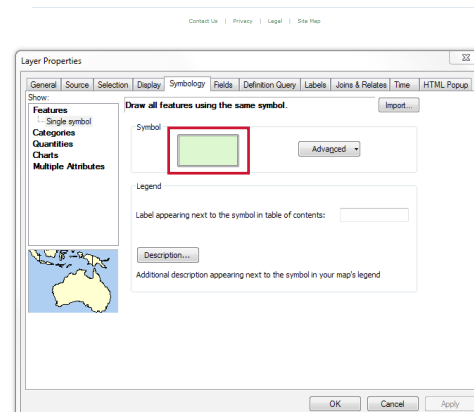 Contact Us | Privacy | Legal | Site Map
Layer Properties
General Source Selection Display Symbology Fields Definition Query Labels Joins & Relates Time HTML Popup
Show:
Features
Single symbol
Categories
Quantities
Charts
Multiple Attributes
Draw all features using the same symbol.
Import...
Symbol
Advanced
Legend
Label appearing next to the symbol in table of contents:
Description...
Additional description appearing next to the symbol in your map's legend
OK Cancel Apply